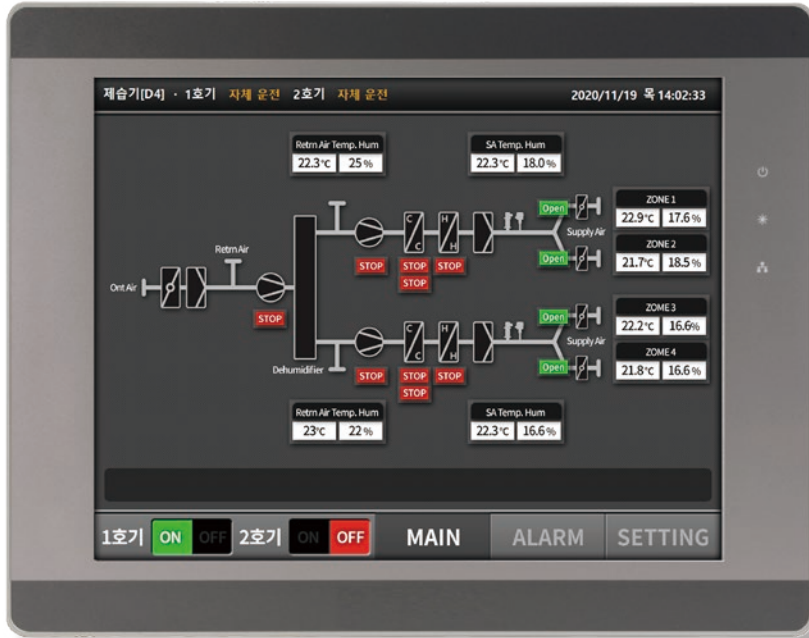 제습기[D4] · 1호기 자체 운전 2호기 자체 운전 2020/11/19 목 14:02:33
Retrn Air Temp. Hum
22.3℃ 25 %
SA Temp. Hum
22.3℃ 18.0 %
ZONE 1
22.9℃ 17.6 %
ZONE 2
21.7℃ 18.5 %
Open
Supply Air
Open
C C
H H
STOP STOP STOP
STOP
Retrn Air
Ont Air
STOP
Dehumidifier
ZOME 3
22.2℃ 16.6%
ZOME 4
21.8℃ 16.6 %
Open
Supply Air
Open
C C
H H
STOP STOP STOP
STOP
Retrn Air Temp. Hum
23℃ 22 %
SA Temp. Hum
22.3℃ 16.6 %
1호기 ON OFF 2호기 ON OFF MAIN ALARM SETTING